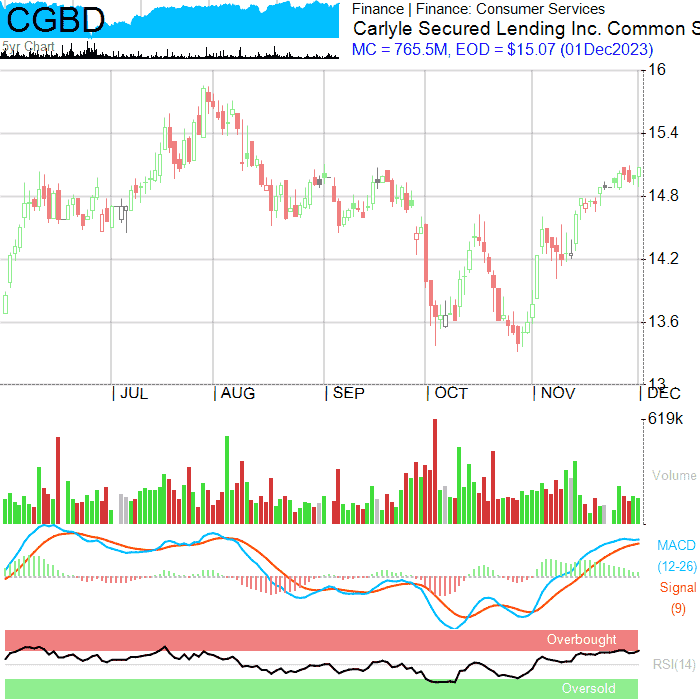 CGBD
5yr Chart
Finance | Finance: Consumer Services
Carlyle Secured Lending Inc. Common S
MC = 765.5M, EOD = $15.07 (01Dec2023)
16
15.4
14.8
14.2
13.6
13
JUL
AUG
SEP
OCT
NOV
DEC
619k
Volume
MACD
(12-26)
Signal
(9)
Overbought
RSI(14)
Oversold